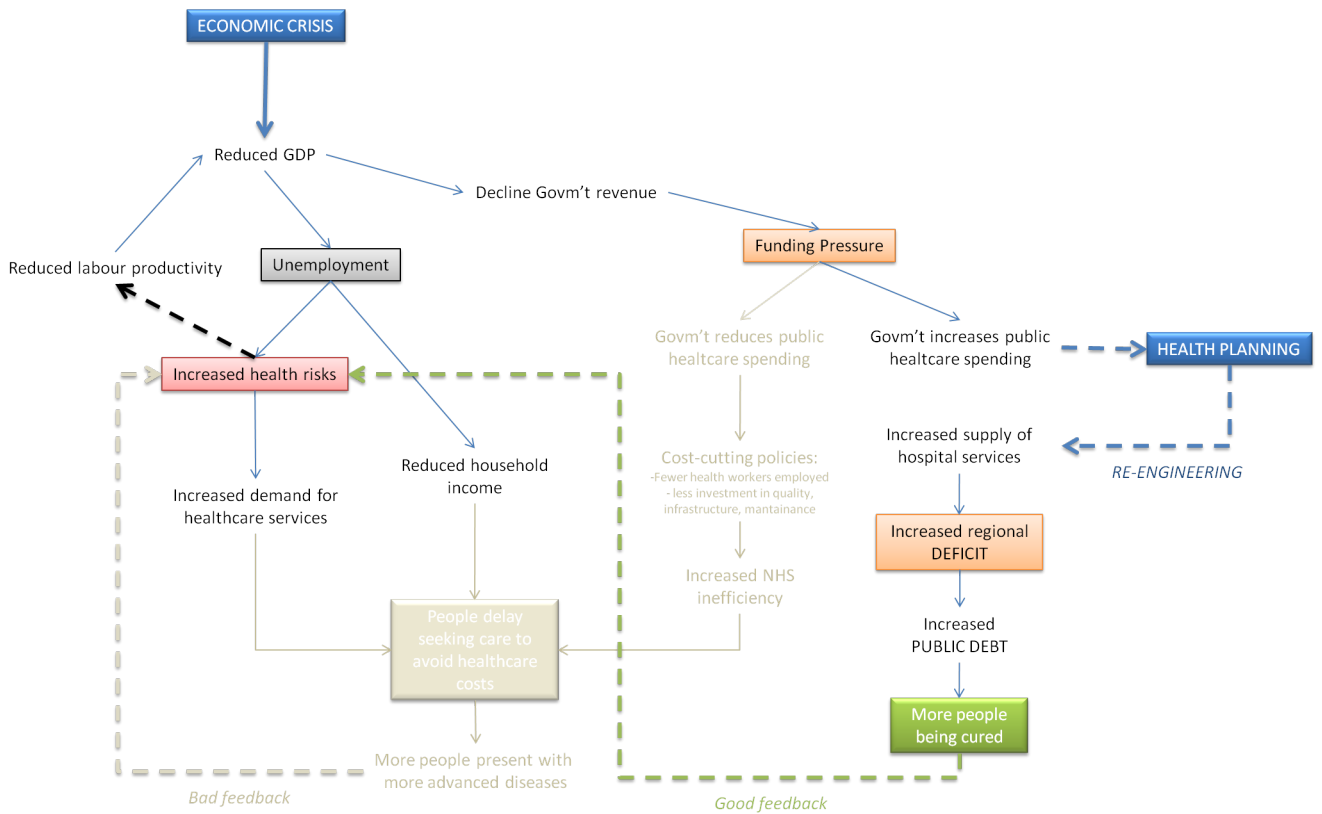 ECONOMIC CRISIS
Reduced GDP
Decline Govm't revenue
Funding Pressure
Reduced labour productivity
Unemployment
Govm't reduces public
healtcare spending
Govm't increases public
healtcare spending
HEALTH PLANNING
Increased health risks
Increased supply of
hospital services
RE-ENGINEERING
Cost-cutting policies:
-Fewer health workers employed
- less investment in quality,
infrastructure, mantainance
Reduced household
income
Increased demand for
healthcare services
Increased regional
DEFICIT
Increased NHS
inefficiency
People delay
seeking care to
avoid healthcare
costs
Increased
PUBLIC DEBT
More people
being cured
More people present with
more advanced diseases
Bad feedback
Good feedback